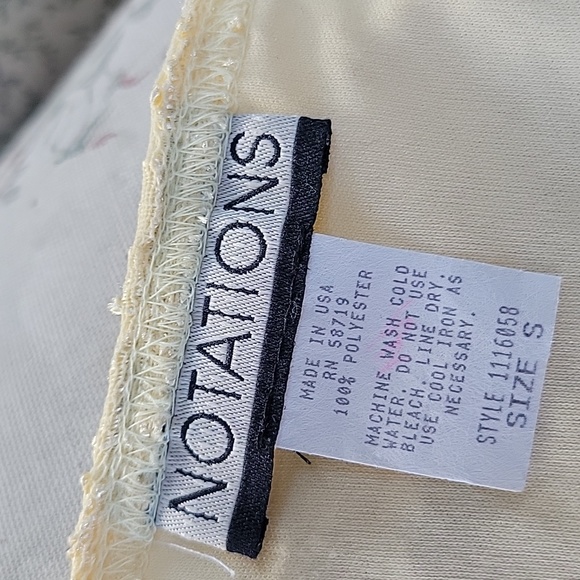 NOTATIONS
MADE IN USA
RN 58719
100% POLYESTER
MACHINE WASH COLD
WATER. DO NOT USE
BLEACH. LINE DRY.
USE COOL IRON AS
NECESSARY.
STYLE 1116058
SIZE S